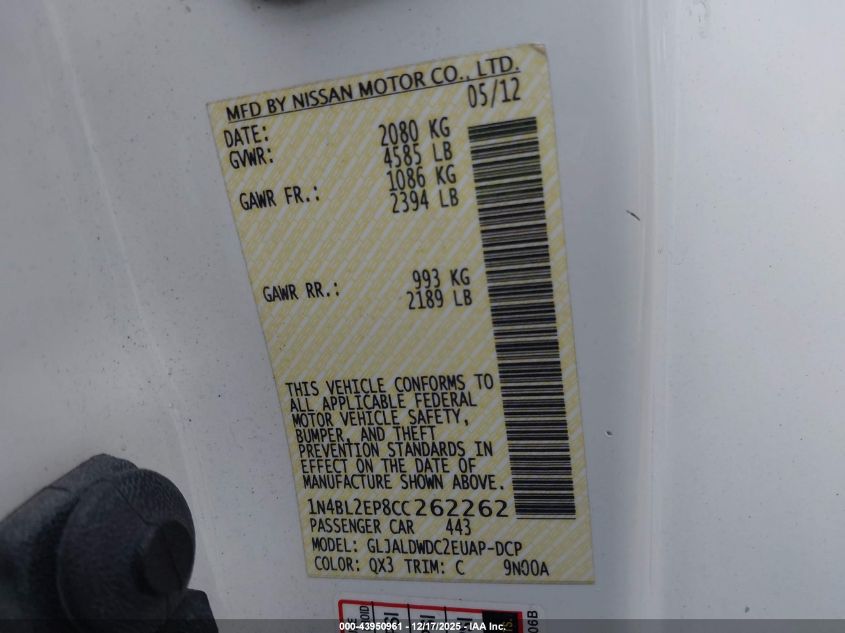 MFD BY NISSAN MOTOR CO., LTD.
DATE: 05/12
GVWR: 2080 KG
4585 LB
GAWR FR.: 1086 KG
2394 LB
GAWR RR.: 993 KG
2189 LB
THIS VEHICLE CONFORMS TO
ALL APPLICABLE FEDERAL
MOTOR VEHICLE SAFETY,
BUMPER, AND THEFT
PREVENTION STANDARDS IN
EFFECT ON THE DATE OF
MANUFACTURE SHOWN ABOVE.
1N4BL2EP8CC262262
PASSENGER CAR 443
MODEL: GLJALDWDC2EUAP-DCP
COLOR: QX3 TRIM: C 9N00A
06B
000-43950961 - 12/17/2025 - IAA Inc.